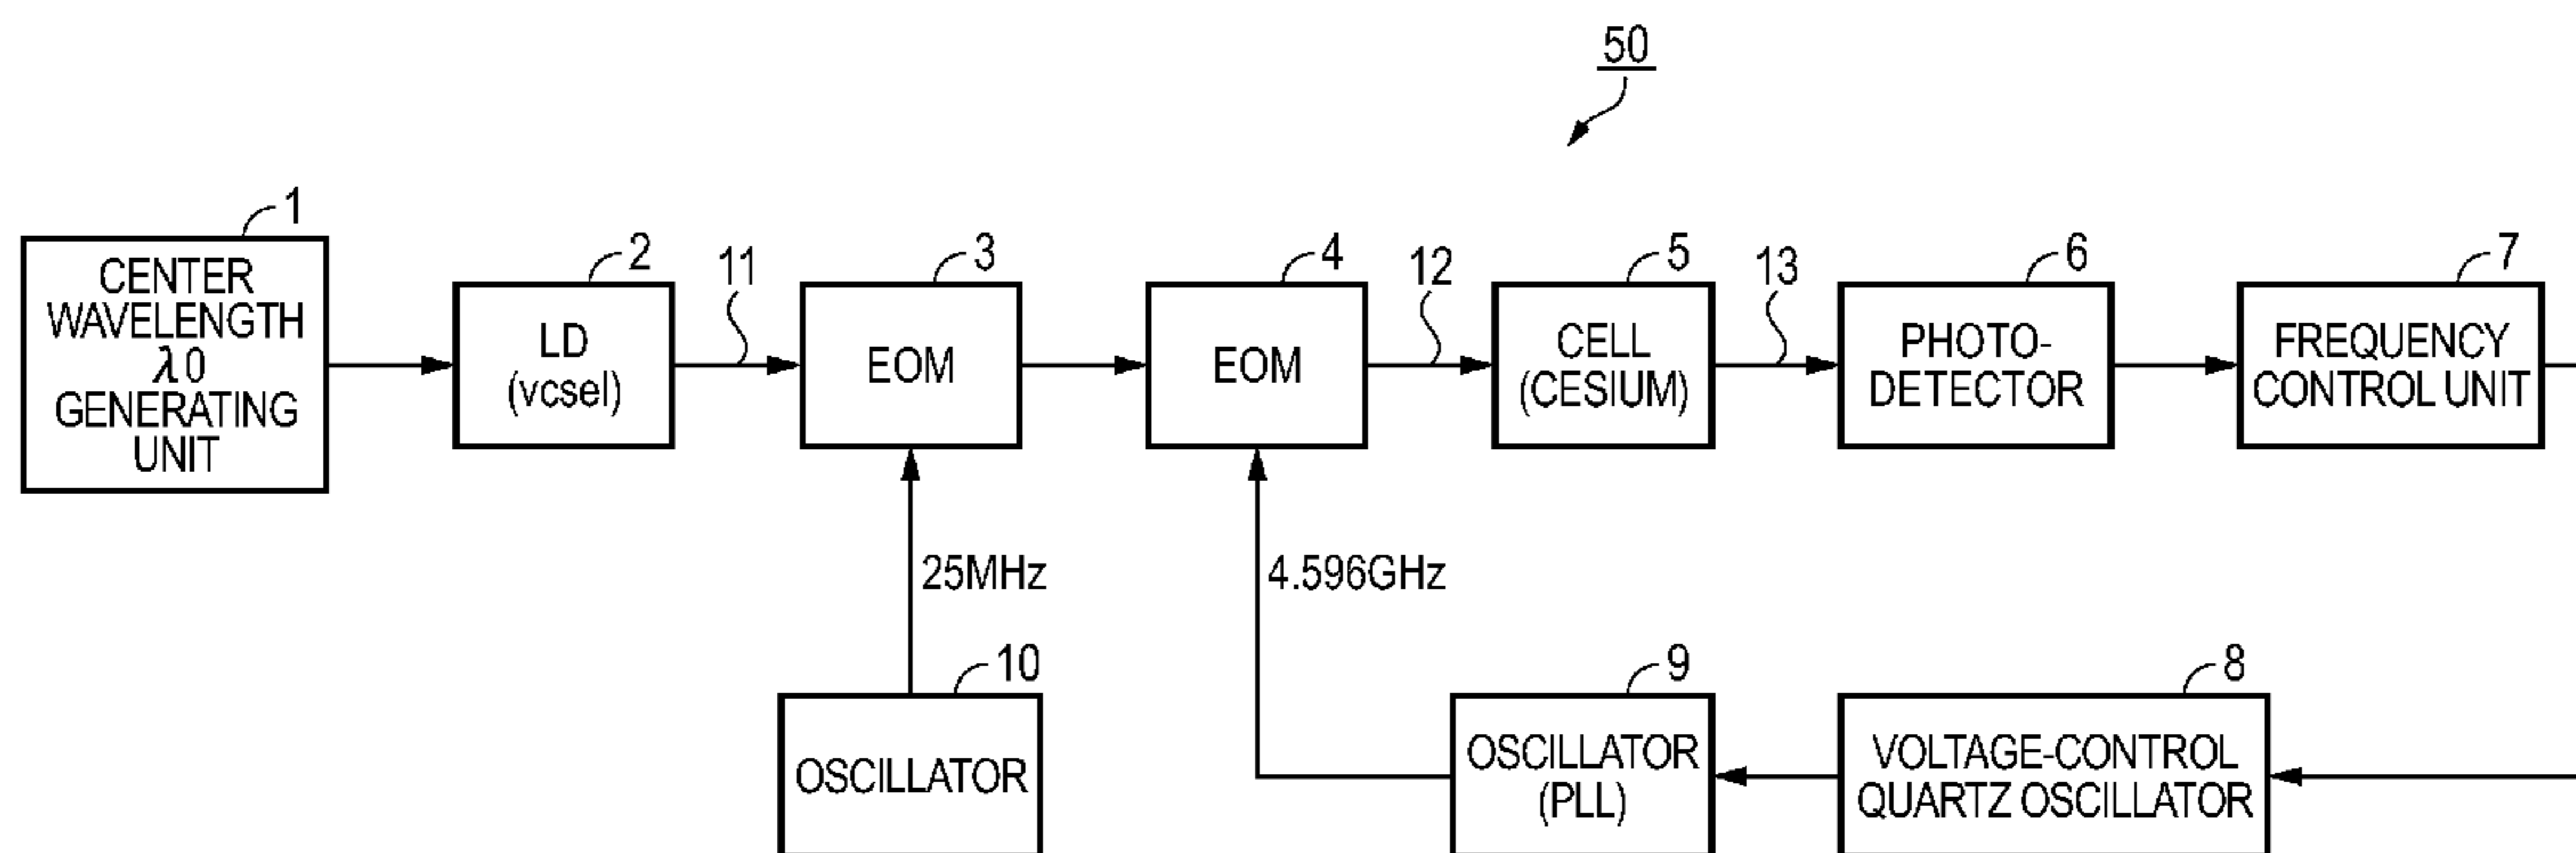 50
1
CENTER
WAVELENGTH
λ0
GENERATING
UNIT
2
LD
(vcsel)
11
3
EOM
4
EOM
12
5
CELL
(CESIUM)
13
6
PHOTO-
DETECTOR
7
FREQUENCY
CONTROL UNIT
25MHz
4.596GHz
10
OSCILLATOR
9
OSCILLATOR
(PLL)
8
VOLTAGE-CONTROL
QUARTZ OSCILLATOR